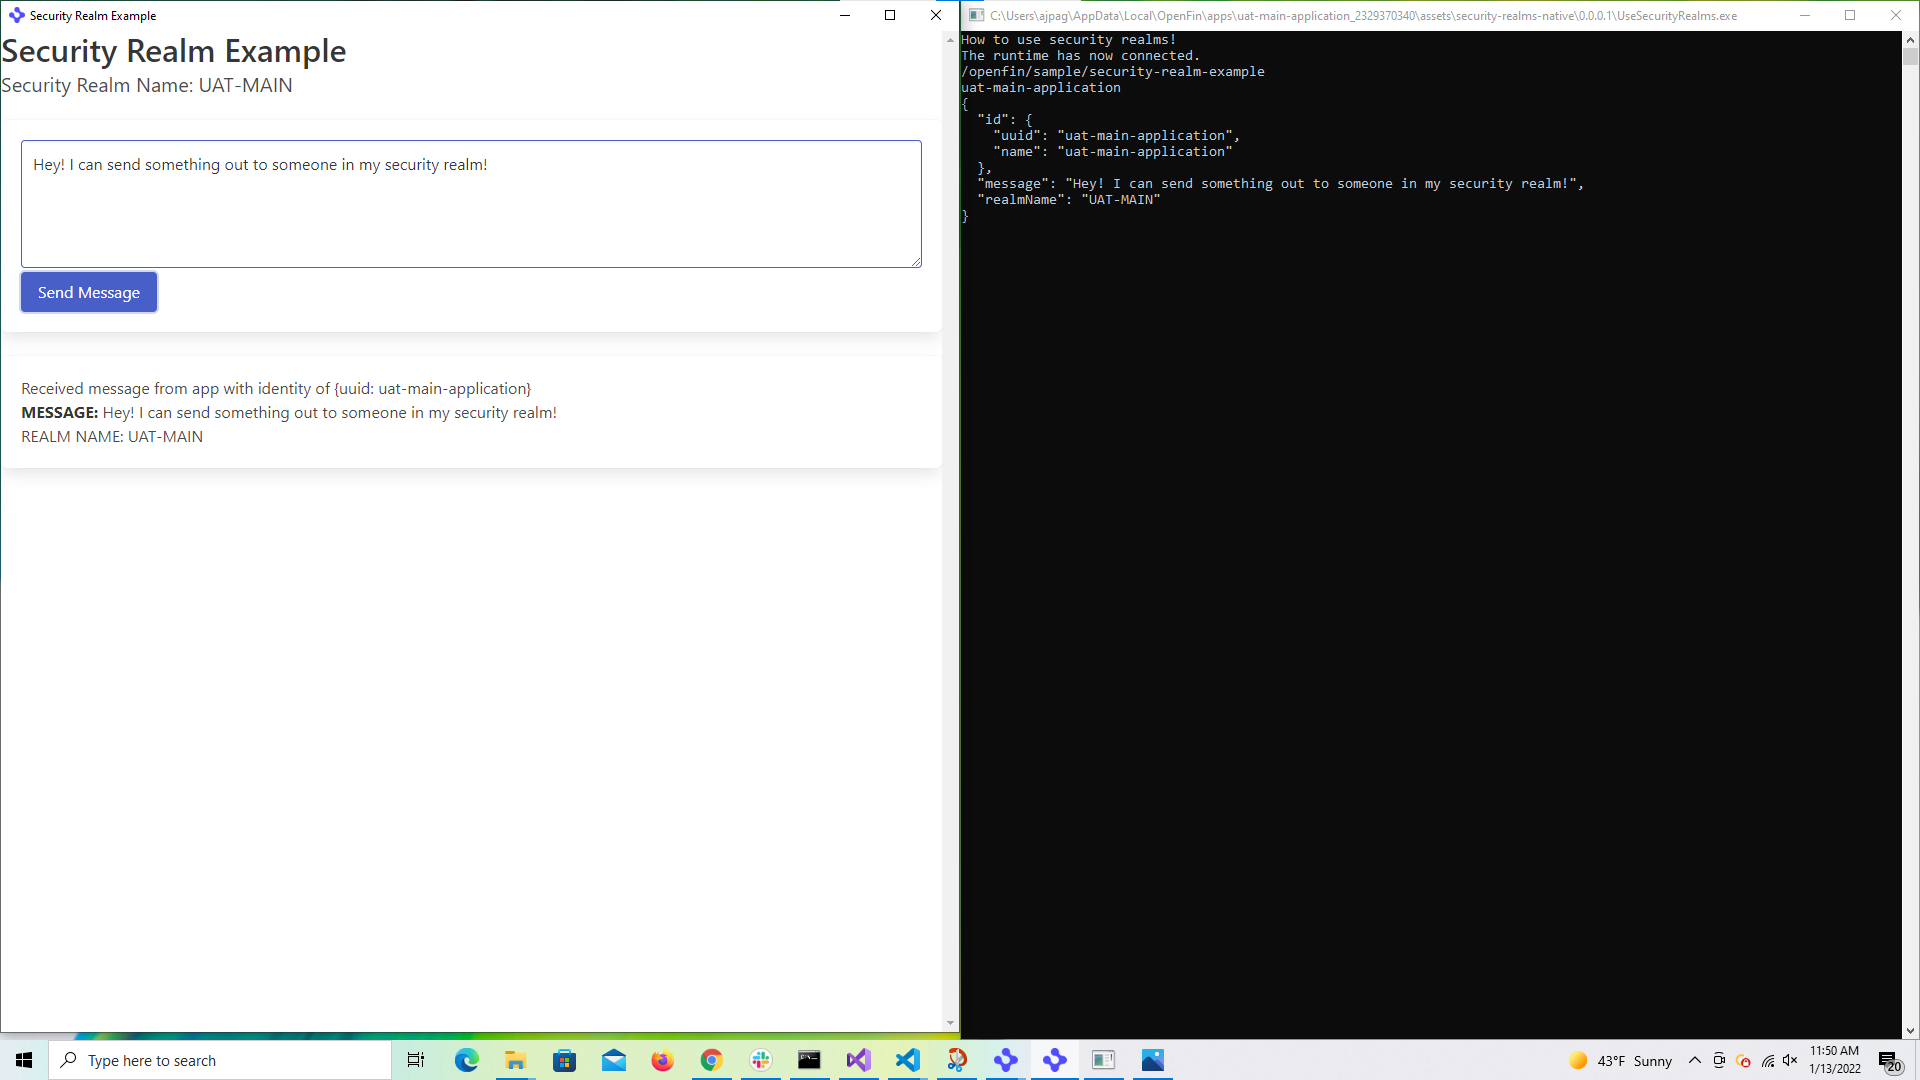 Security Realm Example
Security Realm Example
Security Realm Name: UAT-MAIN
Hey! I can send something out to someone in my security realm!
Send Message
Received message from app with identity of {uuid: uat-main-application}
MESSAGE: Hey! I can send something out to someone in my security realm!
REALM NAME: UAT-MAIN
C:\Users\ajpag\AppData\Local\OpenFin\apps\uat-main-application_2329370340\assets\security-realms-native\0.0.0.1\UseSecurityRealms.exe
How to use security realms!
The runtime has now connected.
/openfin/sample/security-realm-example
uat-main-application
{
"id": {
"uuid": "uat-main-application",
"name": "uat-main-application"
},
"message": "Hey! I can send something out to someone in my security realm!",
"realmName": "UAT-MAIN"
}
Type here to search
43°F Sunny
11:50 AM
1/13/2022
20